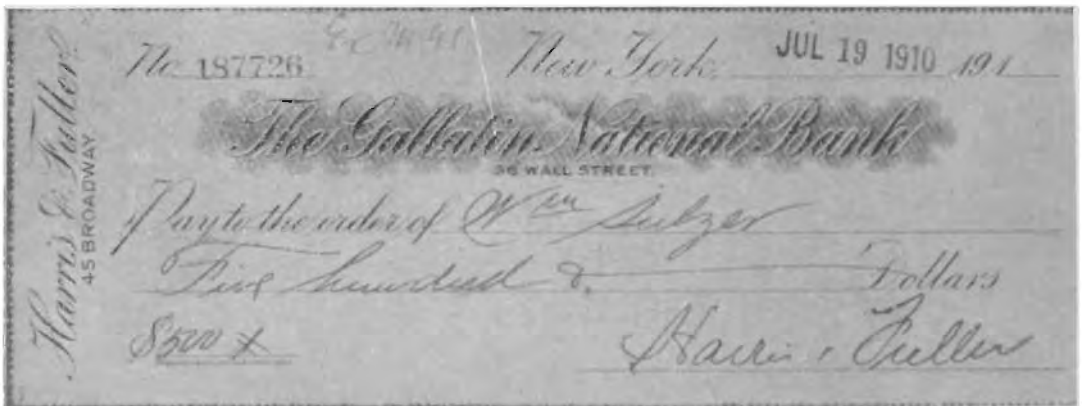 No. 187726 New York, JUL 19 1910 191
The Gallatin National Bank
36 WALL STREET.
Pay to the order of Wm Sulzer
Five hundred & Dollars
$500 x
Harris & Fuller
Harris & Fuller.
45 BROADWAY